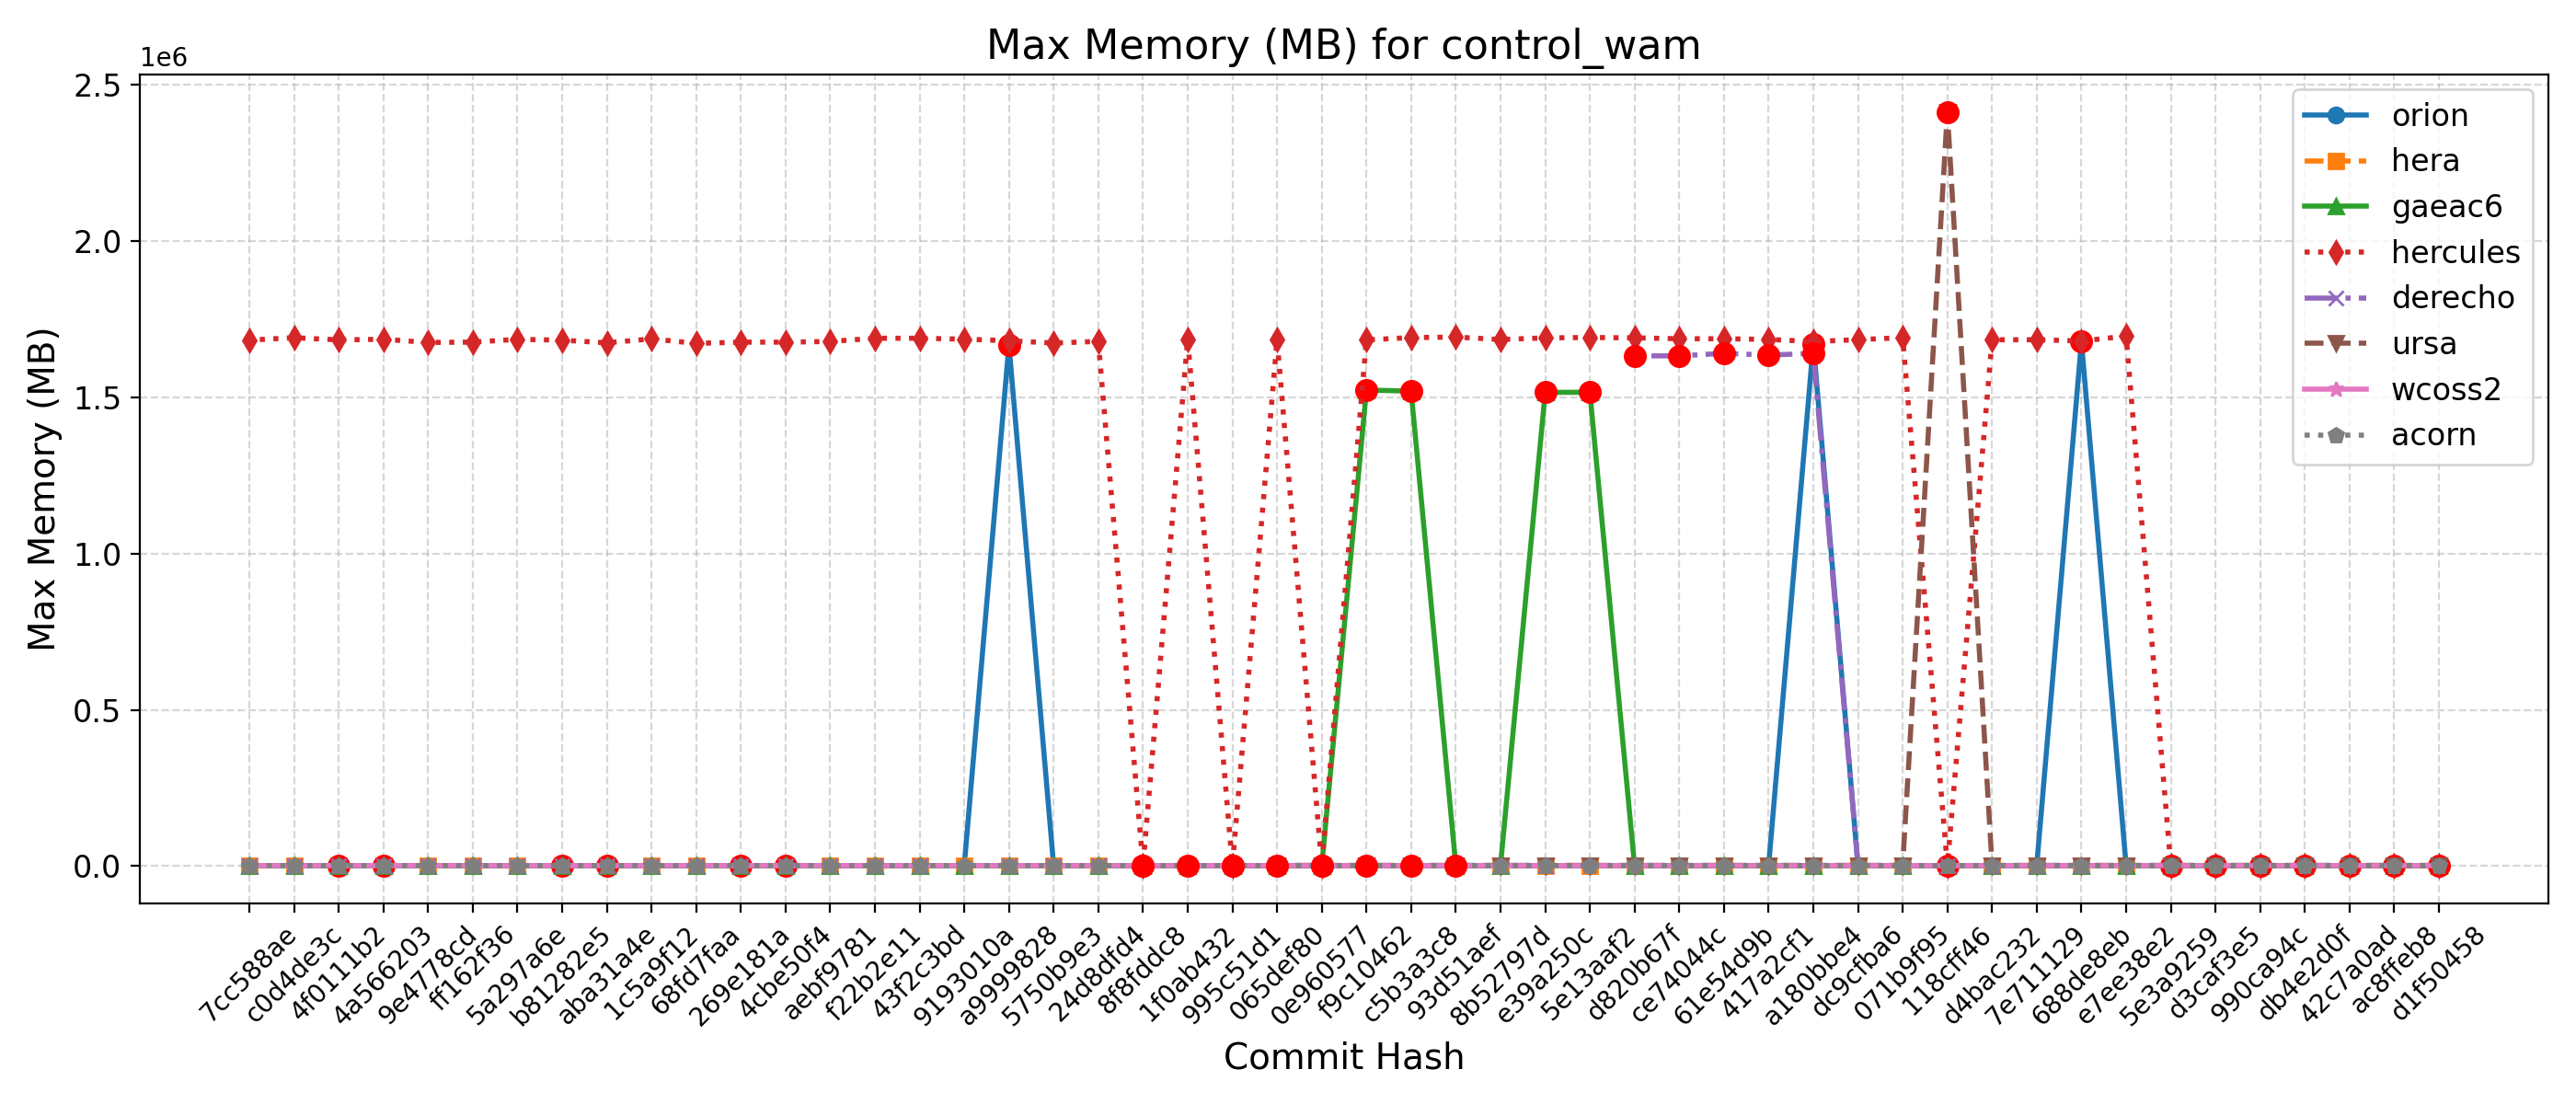 Max Memory (MB) for control_wam
1e6
2.5
2.0
1.5
1.0
0.5
0.0
Max Memory (MB)
orion
hera
gaeac6
hercules
derecho
ursa
wcoss2
acorn
7cc588ae
c0d4de3c
4f0111b2
4a566203
9e4778cd
ff162f36
5a297a6e
b81282e5
aba31a4e
1c5a9f12
68fd7faa
269e181a
4cbe50f4
aebf9781
f22b2e11
43f2c3bd
9193010a
a9999828
5750b9e3
24d8dfd4
8f8fddc8
1f0ab432
995c51d1
065def80
0e960577
f9c10462
c5b3a3c8
93d51aef
8b52797d
e39a250c
5e13aaf2
d820b67f
ce74044c
61e54d9b
417a2cf1
a180bbe4
dc9cfba6
071b9f95
118cff46
d4bac232
7e711129
688de8eb
e7ee38e2
5e3a9259
d3caf3e5
990ca94c
db4e2d0f
42c7a0ad
ac8ffeb8
d1f50458
Commit Hash